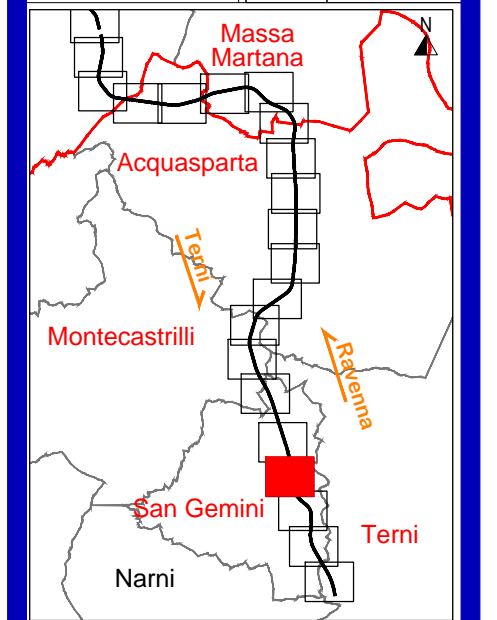 N
Massa
Martana
Acquasparta
Terni
Montecastrilli
Ravenna
San Gemini
Terni
Narni